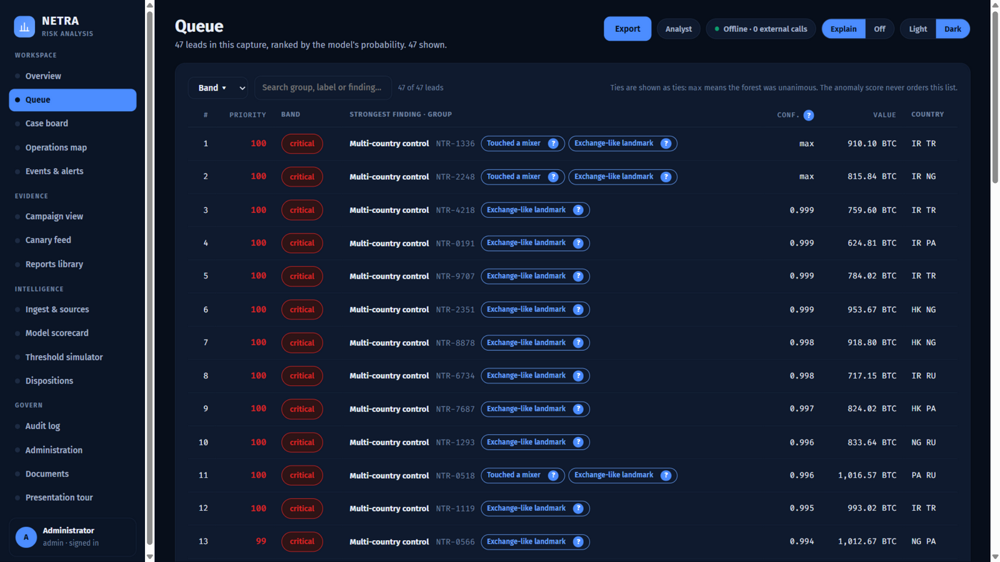 NETRA
RISK ANALYSIS
WORKSPACE
Overview
Queue
Case board
Operations map
Events & alerts
EVIDENCE
Campaign view
Canary feed
Reports library
INTELLIGENCE
Ingest & sources
Model scorecard
Threshold simulator
Dispositions
GOVERN
Audit log
Administration
Documents
Presentation tour
A
Administrator
admin · signed in
Queue
47 leads in this capture, ranked by the model's probability. 47 shown.
Export Analyst Offline · 0 external calls Explain Off Light Dark
Band Search group, label or finding... 47 of 47 leads Ties are shown as ties: max means the forest was unanimous. The anomaly score never orders this list.
# PRIORITY BAND STRONGEST FINDING · GROUP CONF. ? VALUE COUNTRY
1 100 critical Multi-country control NTR-1336 Touched a mixer ? Exchange-like landmark ? max 910.10 BTC IR TR
2 100 critical Multi-country control NTR-2248 Touched a mixer ? Exchange-like landmark ? max 815.84 BTC IR NG
3 100 critical Multi-country control NTR-4218 Exchange-like landmark ? 0.999 759.60 BTC IR TR
4 100 critical Multi-country control NTR-0191 Exchange-like landmark ? 0.999 624.81 BTC IR PA
5 100 critical Multi-country control NTR-9707 Exchange-like landmark ? 0.999 784.02 BTC IR TR
6 100 critical Multi-country control NTR-2351 Exchange-like landmark ? 0.999 953.67 BTC HK NG
7 100 critical Multi-country control NTR-8878 Exchange-like landmark ? 0.998 918.80 BTC HK NG
8 100 critical Multi-country control NTR-6734 Exchange-like landmark ? 0.998 717.15 BTC IR RU
9 100 critical Multi-country control NTR-7687 Exchange-like landmark ? 0.997 824.02 BTC HK PA
10 100 critical Multi-country control NTR-1293 Exchange-like landmark ? 0.996 833.64 BTC NG RU
11 100 critical Multi-country control NTR-0518 Touched a mixer ? Exchange-like landmark ? 0.996 1,016.57 BTC PA RU
12 100 critical Multi-country control NTR-1119 Exchange-like landmark ? 0.995 993.02 BTC IR TR
13 99 critical Multi-country control NTR-0566 Exchange-like landmark ? 0.994 1,012.67 BTC NG PA